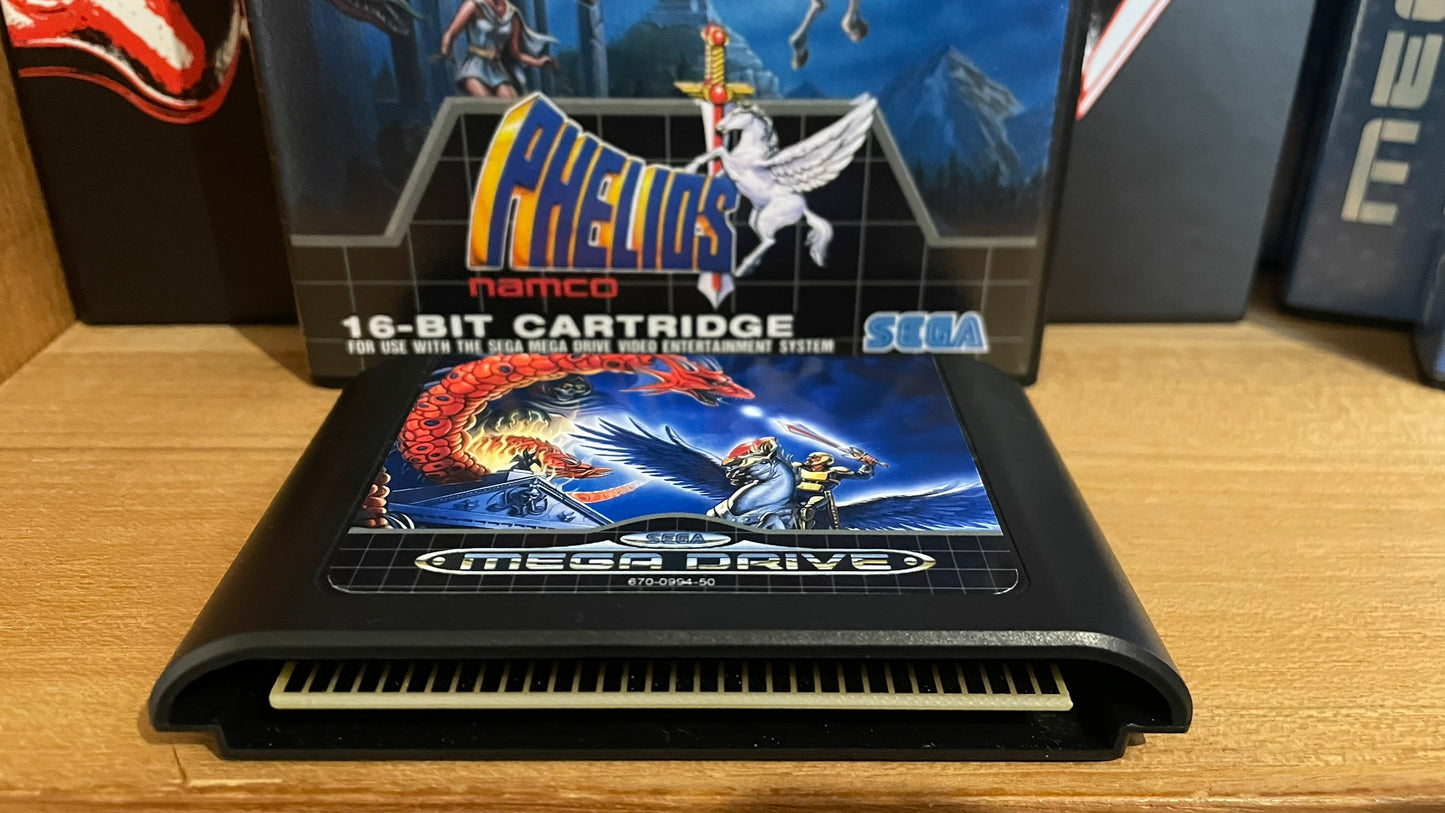 PHELIOS
namco
16-BIT CARTRIDGE
FOR USE WITH THE SEGA MEGA DRIVE VIDEO ENTERTAINMENT SYSTEM
SEGA
SEGA
MEGA DRIVE
670-0994-50